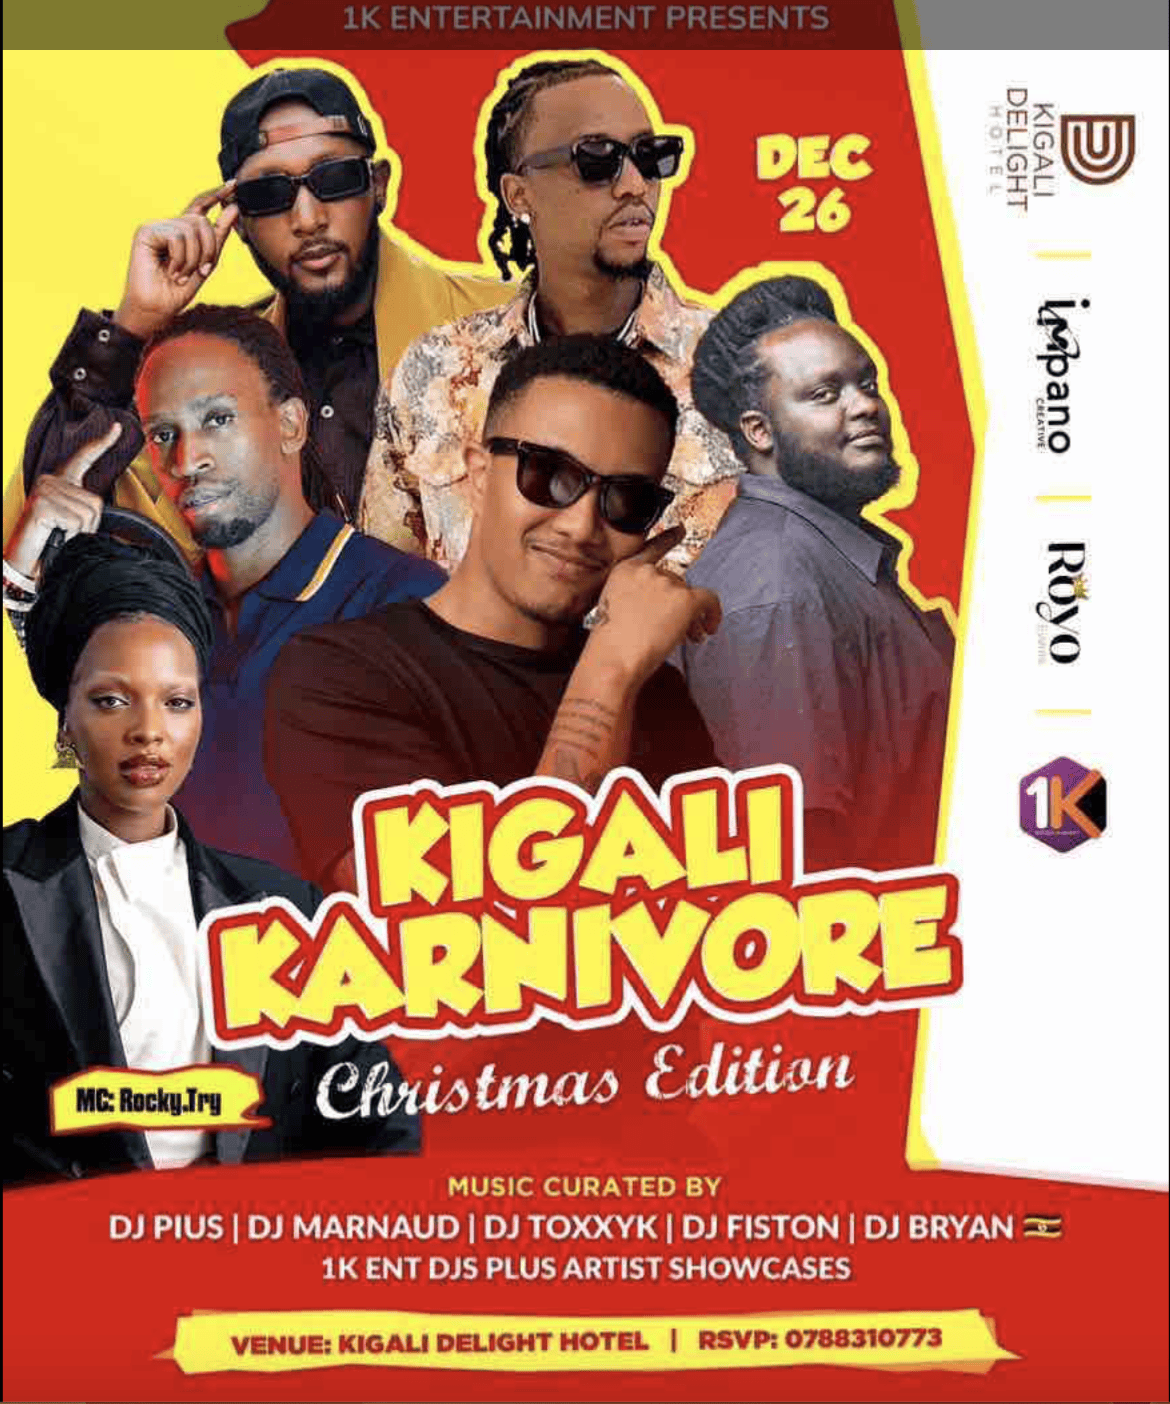 1K ENTERTAINMENT PRESENTS
DEC
26
KIGALI
DELIGHT
HOTEL
impano
CREATIVE
Royo
1K
KIGALI
KARNIVORE
Christmas Edition
MC: Rocky.Try
MUSIC CURATED BY
DJ PIUS | DJ MARNAUD | DJ TOXXYK | DJ FISTON | DJ BRYAN
1K ENT DJS PLUS ARTIST SHOWCASES
VENUE: KIGALI DELIGHT HOTEL | RSVP: 0788310773